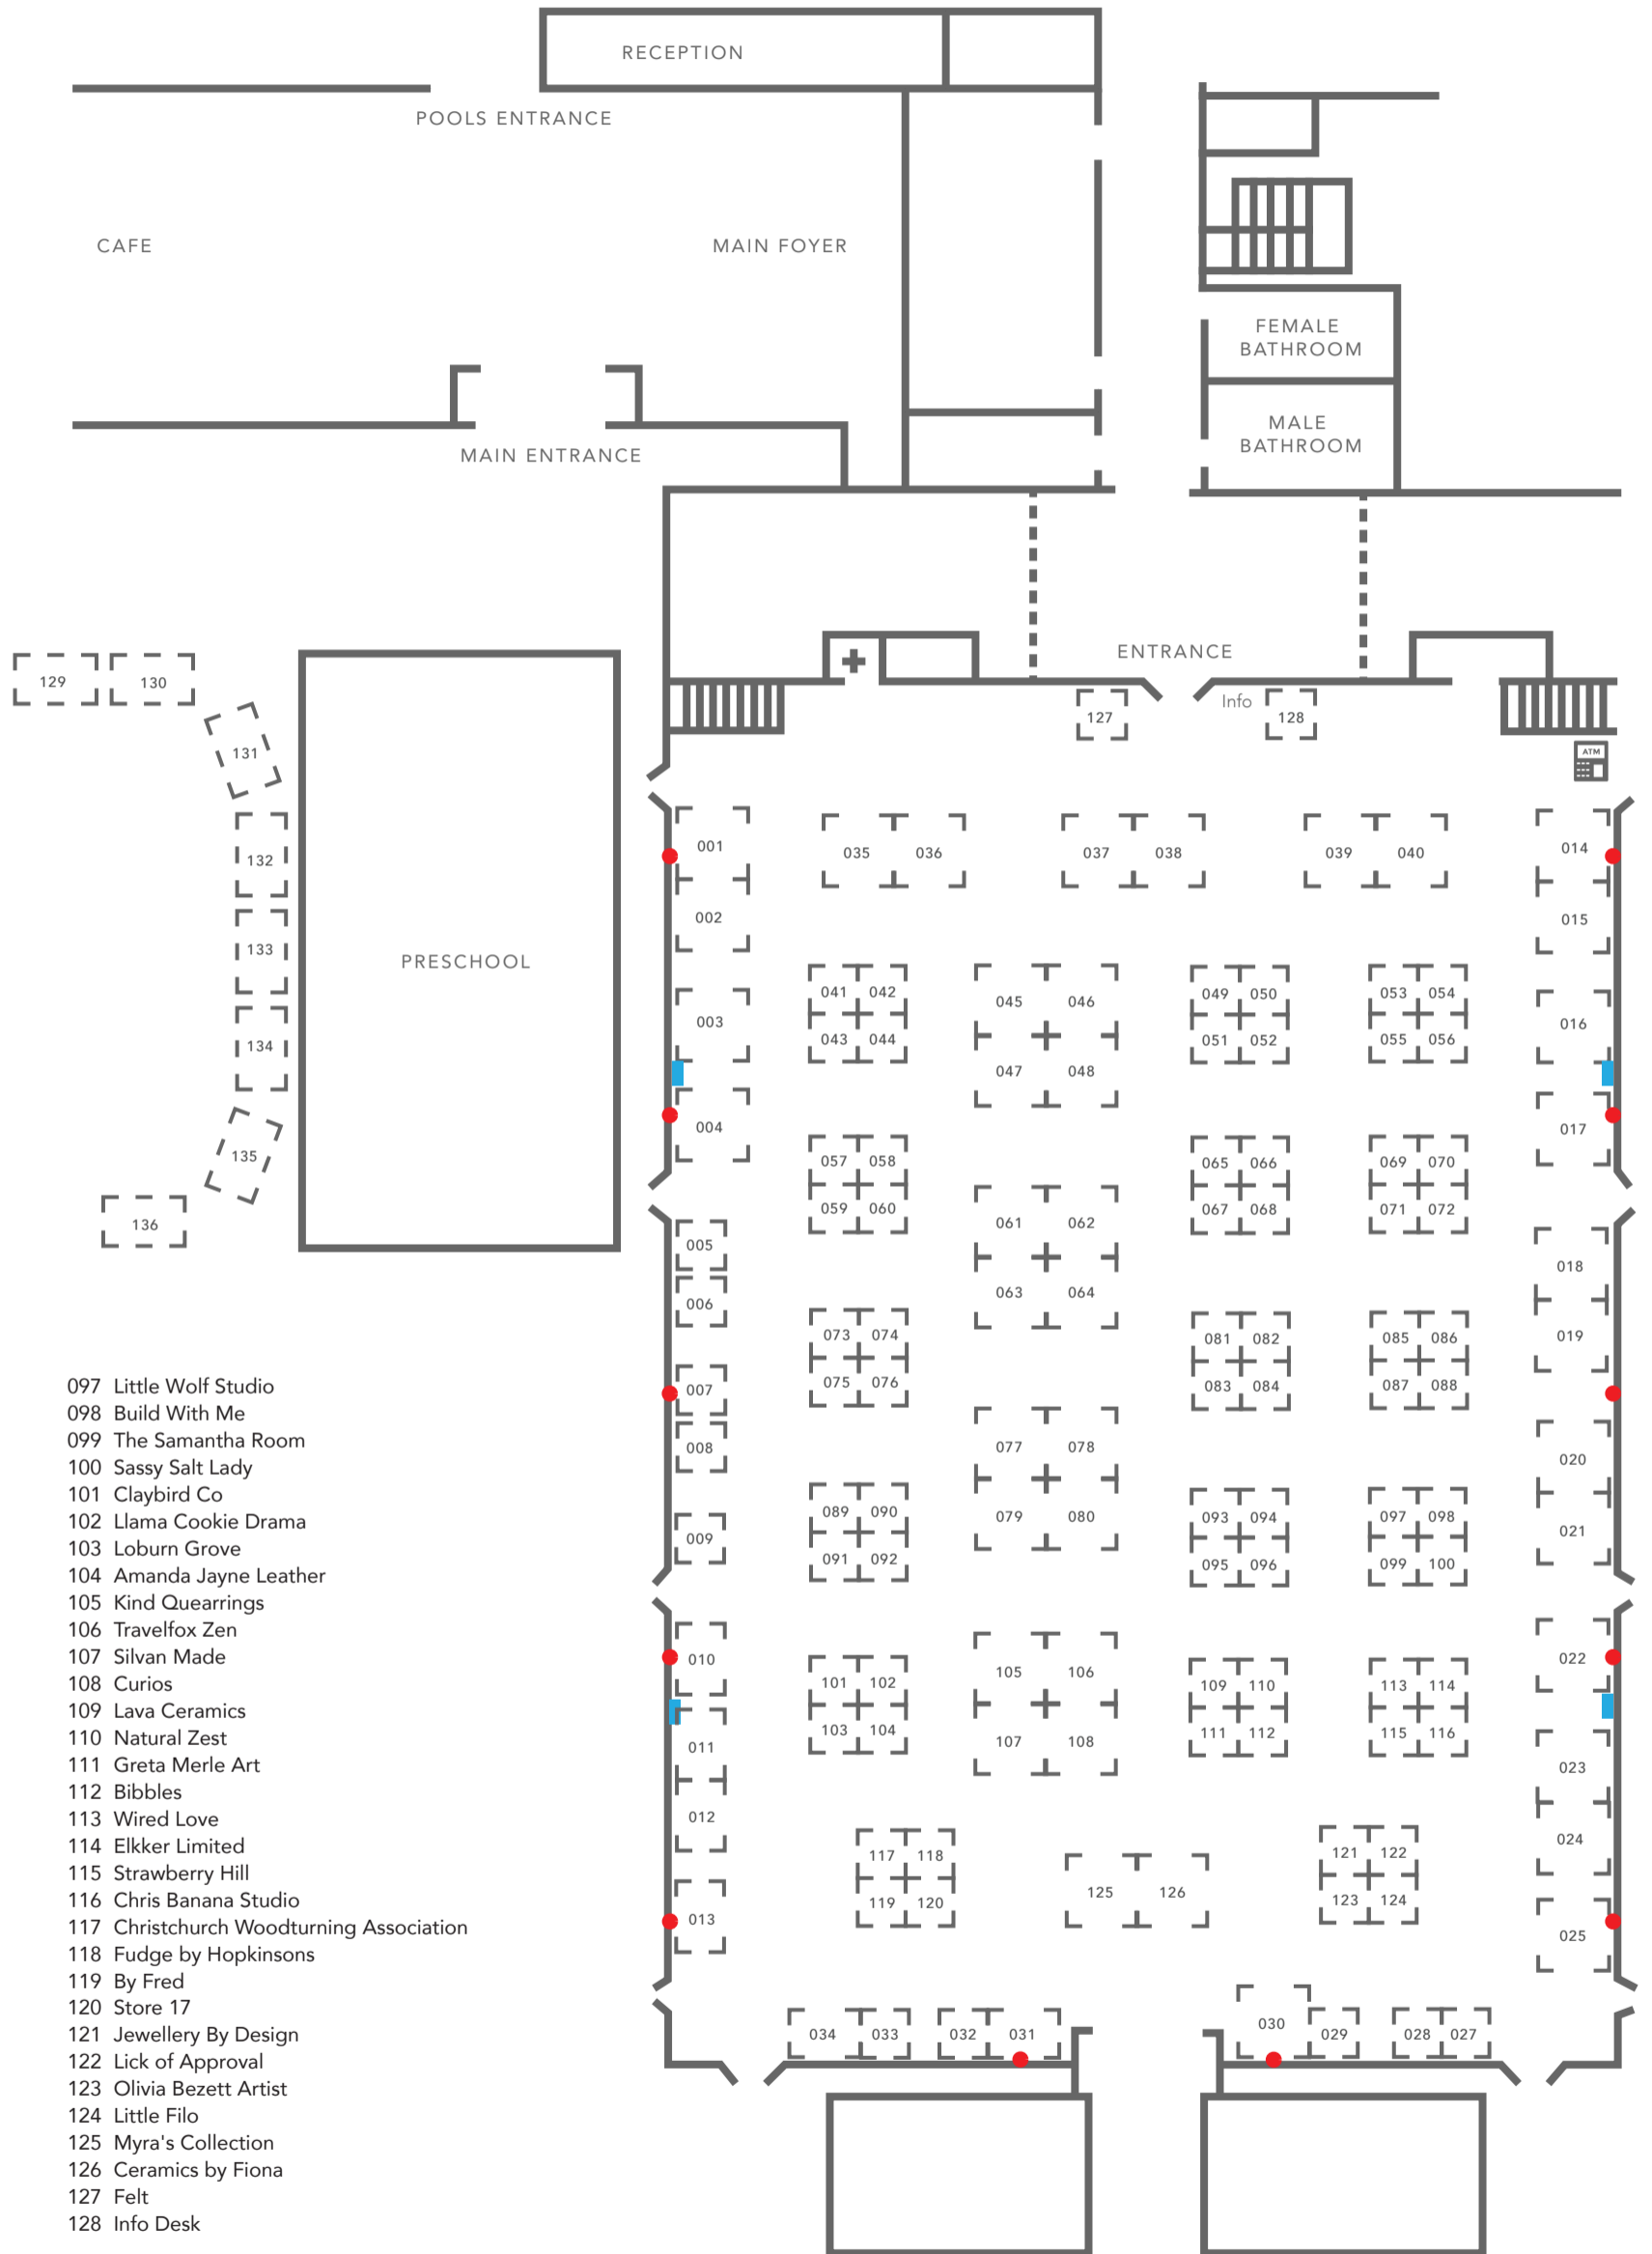 RECEPTION
POOLS ENTRANCE
CAFE
MAIN FOYER
FEMALE
BATHROOM
MALE
BATHROOM
MAIN ENTRANCE
ENTRANCE
129 130
Info
127 128
131
ATM
001 035 036 037 038 039 040 014
132
002 015
133
PRESCHOOL
041 042 045 046 049 050 053 054
003 016
043 044 047 048 051 052 055 056
134
004 017
135
057 058 065 066 069 070
059 060 061 062 067 068 071 072
136
005 018
063 064
006
073 074 081 082 085 086 019
075 076 083 084 087 088
007
008 077 078 020
089 090 079 080 093 094 097 098
009 021
091 092 095 096 099 100
010 022
101 102 105 106 109 110 113 114
103 104 107 108 111 112 115 116
011 023
012 024
117 118 121 122
125 126
119 120 123 124
013 025
034 033 032 031 030 029 028 027
097 Little Wolf Studio
098 Build With Me
099 The Samantha Room
100 Sassy Salt Lady
101 Claybird Co
102 Llama Cookie Drama
103 Loburn Grove
104 Amanda Jayne Leather
105 Kind Quearrings
106 Travelfox Zen
107 Silvan Made
108 Curios
109 Lava Ceramics
110 Natural Zest
111 Greta Merle Art
112 Bibbles
113 Wired Love
114 Elkker Limited
115 Strawberry Hill
116 Chris Banana Studio
117 Christchurch Woodturning Association
118 Fudge by Hopkinsons
119 By Fred
120 Store 17
121 Jewellery By Design
122 Lick of Approval
123 Olivia Bezett Artist
124 Little Filo
125 Myra's Collection
126 Ceramics by Fiona
127 Felt
128 Info Desk